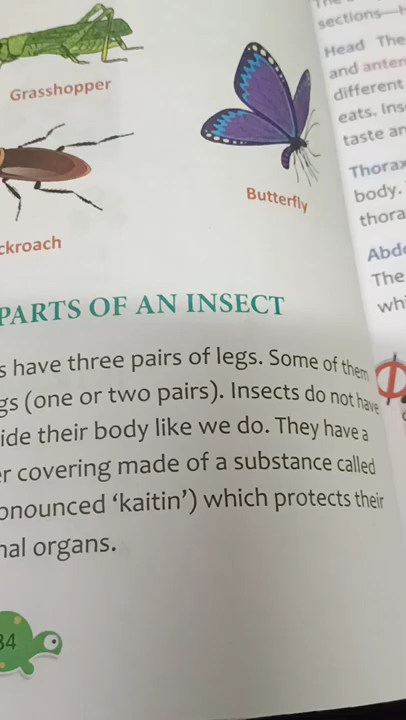 Grasshopper
Butterfly
ckroach
PARTS OF AN INSECT
s have three pairs of legs. Some of them
gs (one or two pairs). Insects do not have
ide their body like we do. They have a
r covering made of a substance called
onounced ‘kaitin’) which protects their
nal organs.
34
sections—h
Head The
and anten
different
eats. Ins
taste an
Thorax
body.
thora
Abdo
The
whi